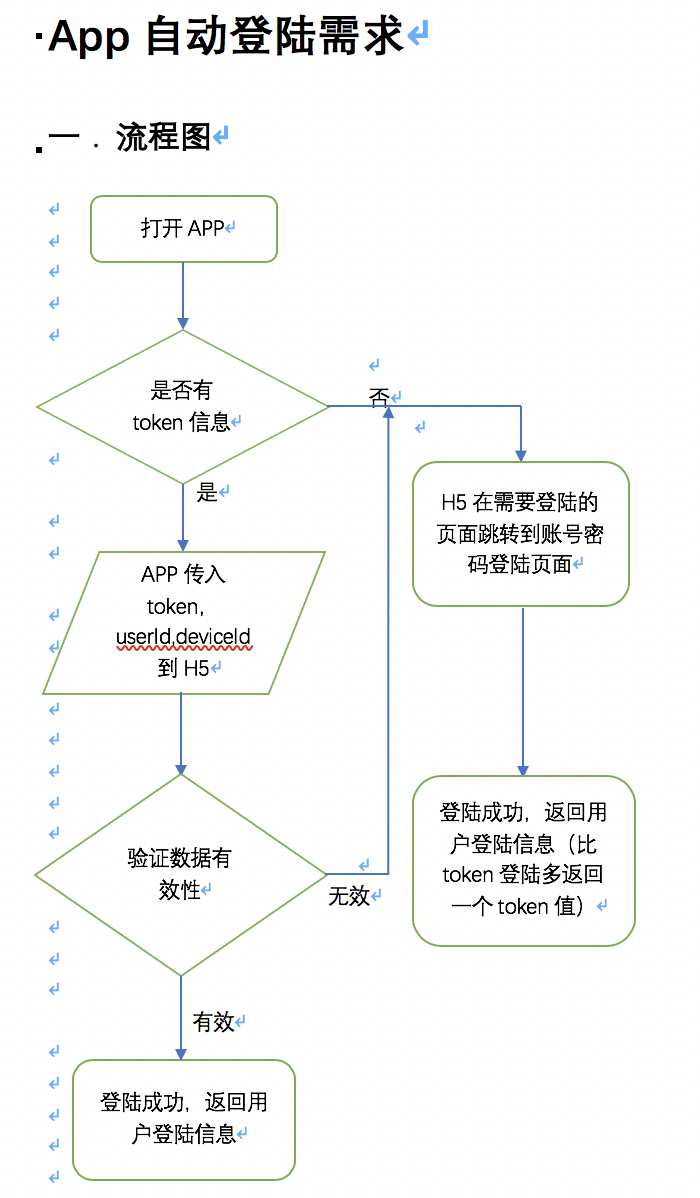 App 自动登陆需求
一．流程图
打开 APP
是否有
token 信息
否
是
H5 在需要登陆的
页面跳转到账号密
码登陆页面
APP 传入
token，
userId,deviceId
到 H5
验证数据有
效性
无效
登陆成功，返回用
户登陆信息（比
token 登陆多返回
一个 token 值）
有效
登陆成功，返回用
户登陆信息